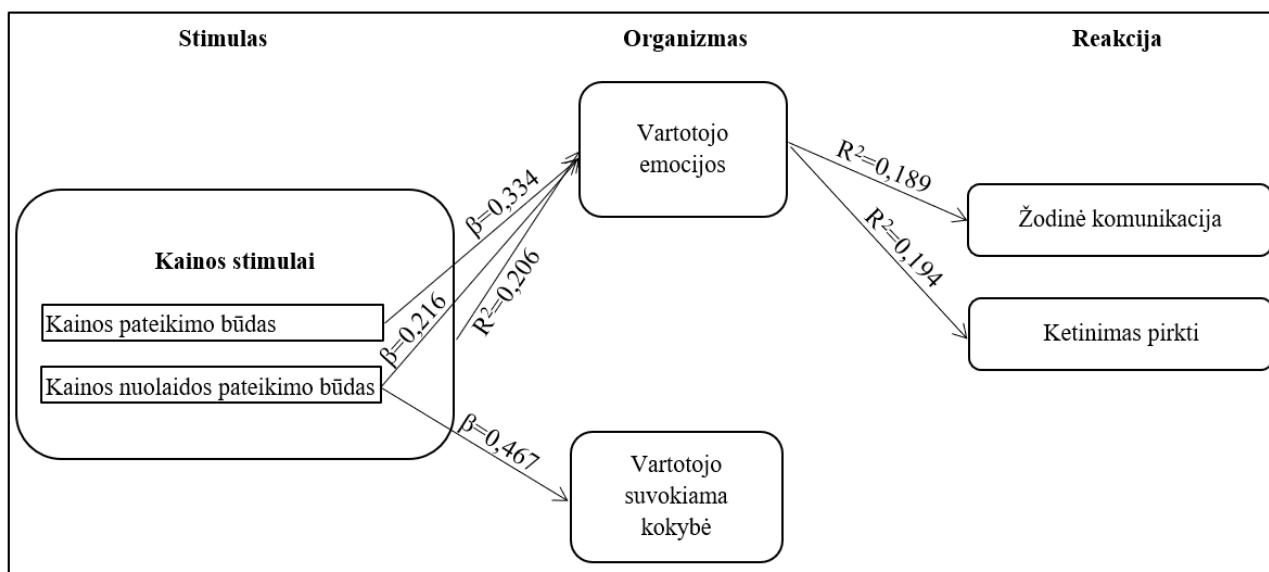 Stimulas
Organizmas
Reakcija
Vartotojo
emocijos
β=0,334
β=0,216
R²=0,206
R²=0,189
R²=0,194
Žodinė komunikacija
Kainos stimulai
Kainos pateikimo būdas
Kainos nuolaidos pateikimo būdas
Ketinimas pirkti
β=0,467
Vartotojo
suvokiama
kokybė